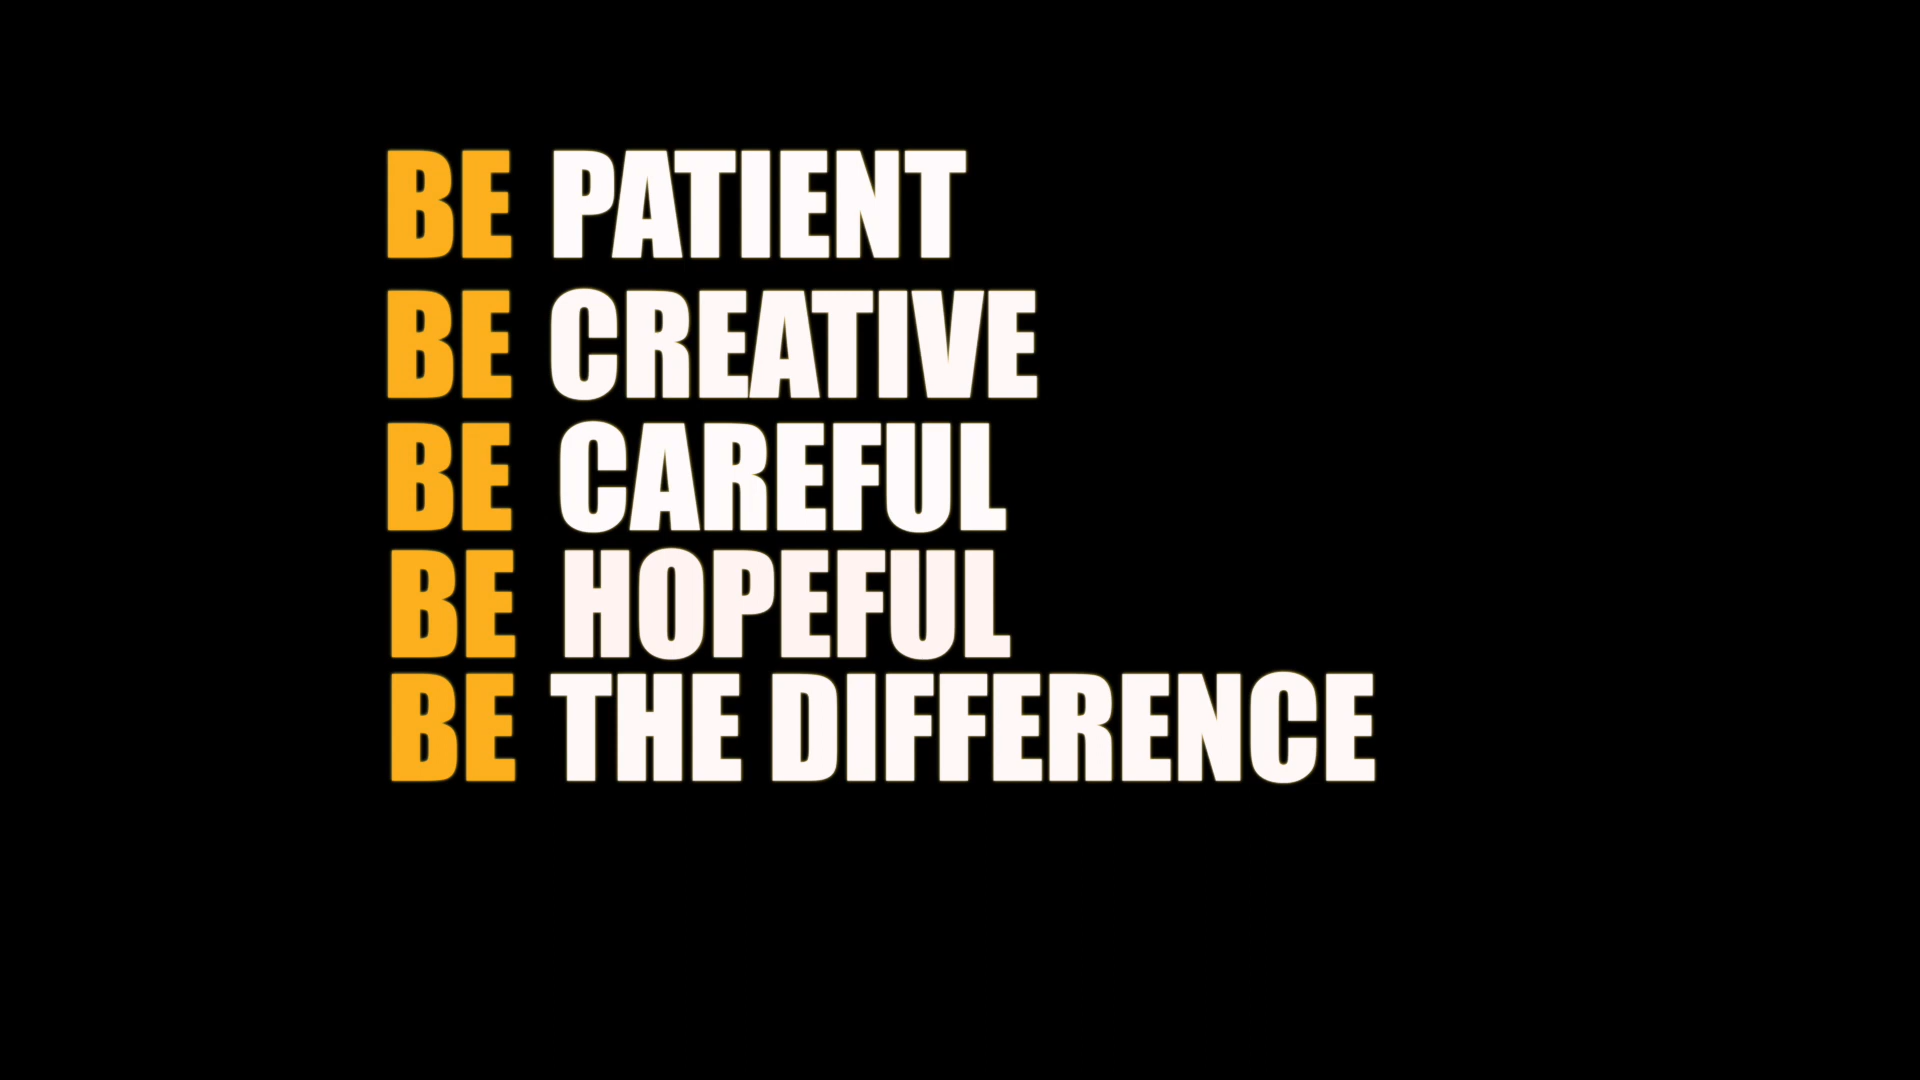 BE PATIENT
BE CREATIVE
BE CAREFUL
BE HOPEFUL
BE THE DIFFERENCE